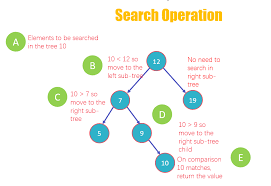 Search Operation
A
Elements to be searched
in the tree 10
B
10 < 12 so
move to the
left sub-tree
12
No need to
search in
right sub-
tree
C
10 > 7 so
move to the
right sub-
tree
7
19
D
10 > 9 so
move to the
right sub-tree
child
5
9
10
On comparison
10 matches,
return the value
E